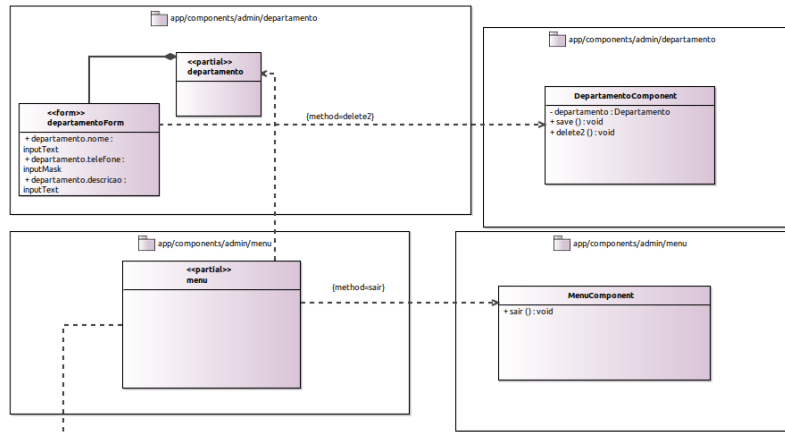 app/components/admin/departamento
<<partial>>
departamento
<<form>>
departamentoForm
+ departamento.nome :
inputText
+ departamento.telefone :
inputMask
+ departamento.descricao :
inputText
{method=delete2}
app/components/admin/departamento
DepartamentoComponent
- departamento : Departamento
+ save () : void
+ delete2 () : void
app/components/admin/menu
<<partial>>
menu
{method=sair}
app/components/admin/menu
MenuComponent
+ sair () : void